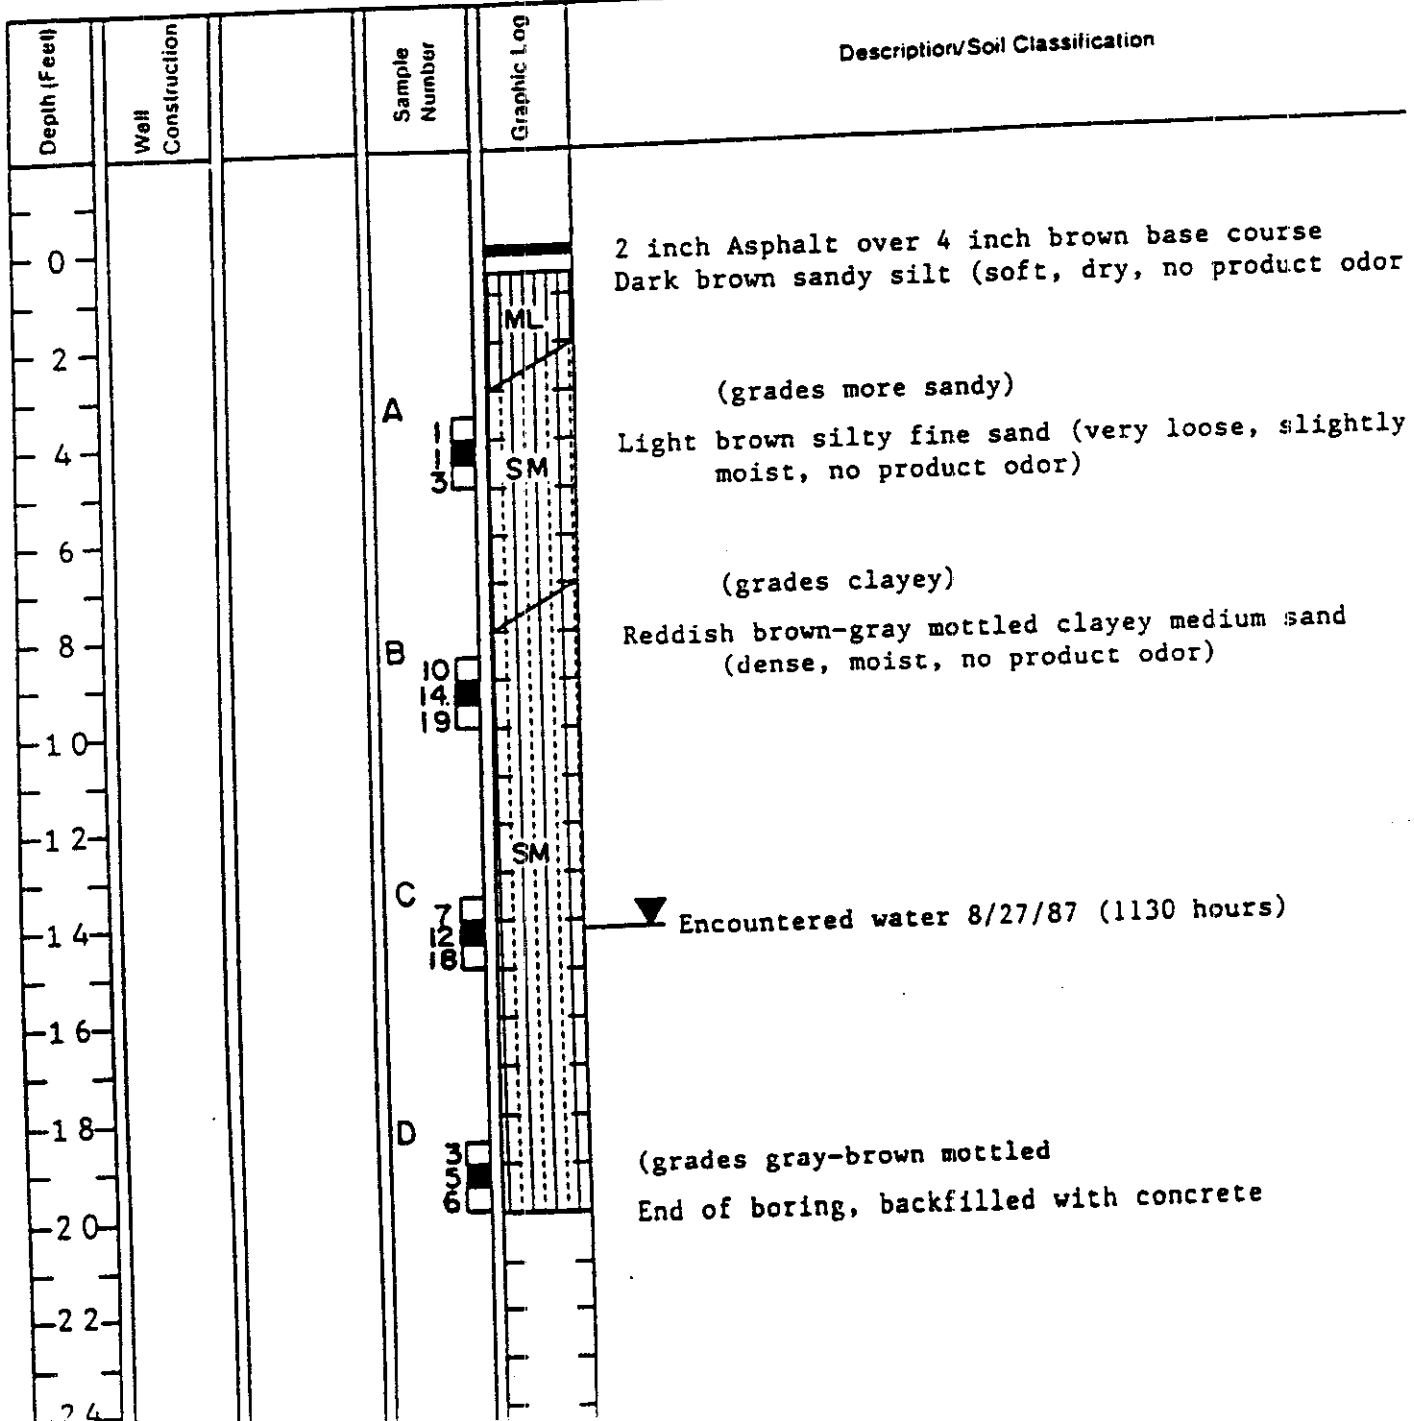 Depth (Feet)
Well
Construction
Sample
Number
Graphic Log
Description/Soil Classification
0
2 inch Asphalt over 4 inch brown base course
Dark brown sandy silt (soft, dry, no product odor
ML
2
(grades more sandy)
A
1
Light brown silty fine sand (very loose, slightly
4
1
SM
moist, no product odor)
3
6
(grades clayey)
Reddish brown-gray mottled clayey medium sand
8
B
(dense, moist, no product odor)
10
14
19
10
12
SM
C
7
Encountered water 8/27/87 (1130 hours)
14
12
18
16
18
D
3
(grades gray-brown mottled
5
6
End of boring, backfilled with concrete
20
22
24